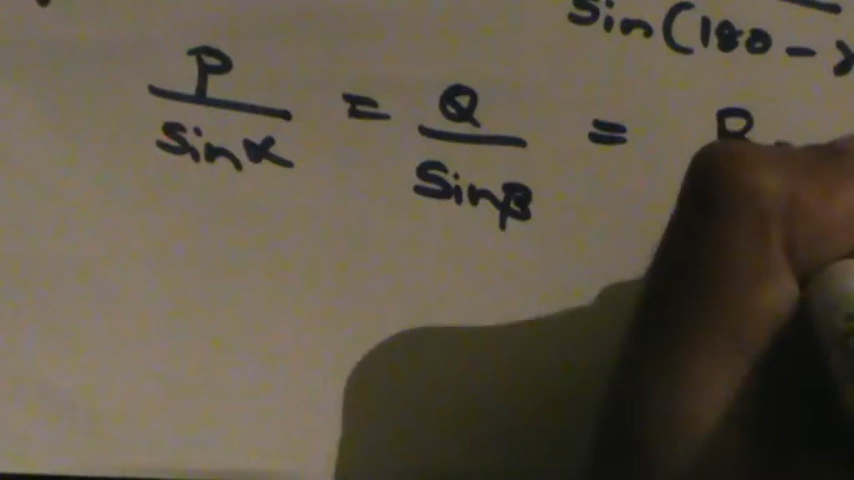 sin(180 -
P/sinα = Q/sinβ = R